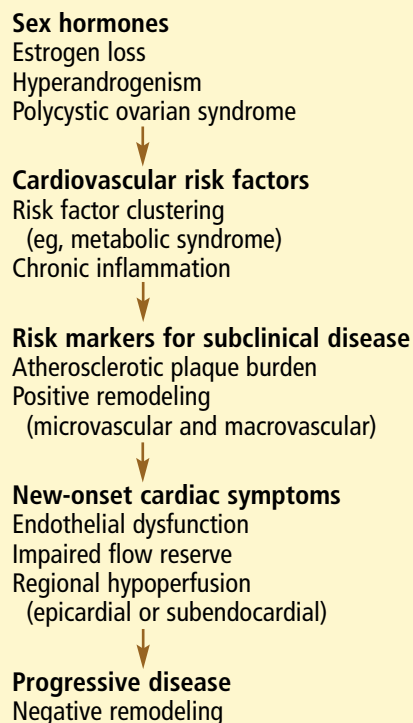 Sex hormones
Estrogen loss
Hyperandrogenism
Polycystic ovarian syndrome
Cardiovascular risk factors
Risk factor clustering
(eg, metabolic syndrome)
Chronic inflammation
Risk markers for subclinical disease
Atherosclerotic plaque burden
Positive remodeling
(microvascular and macrovascular)
New-onset cardiac symptoms
Endothelial dysfunction
Impaired flow reserve
Regional hypoperfusion
(epicardial or subendocardial)
Progressive disease
Negative remodeling